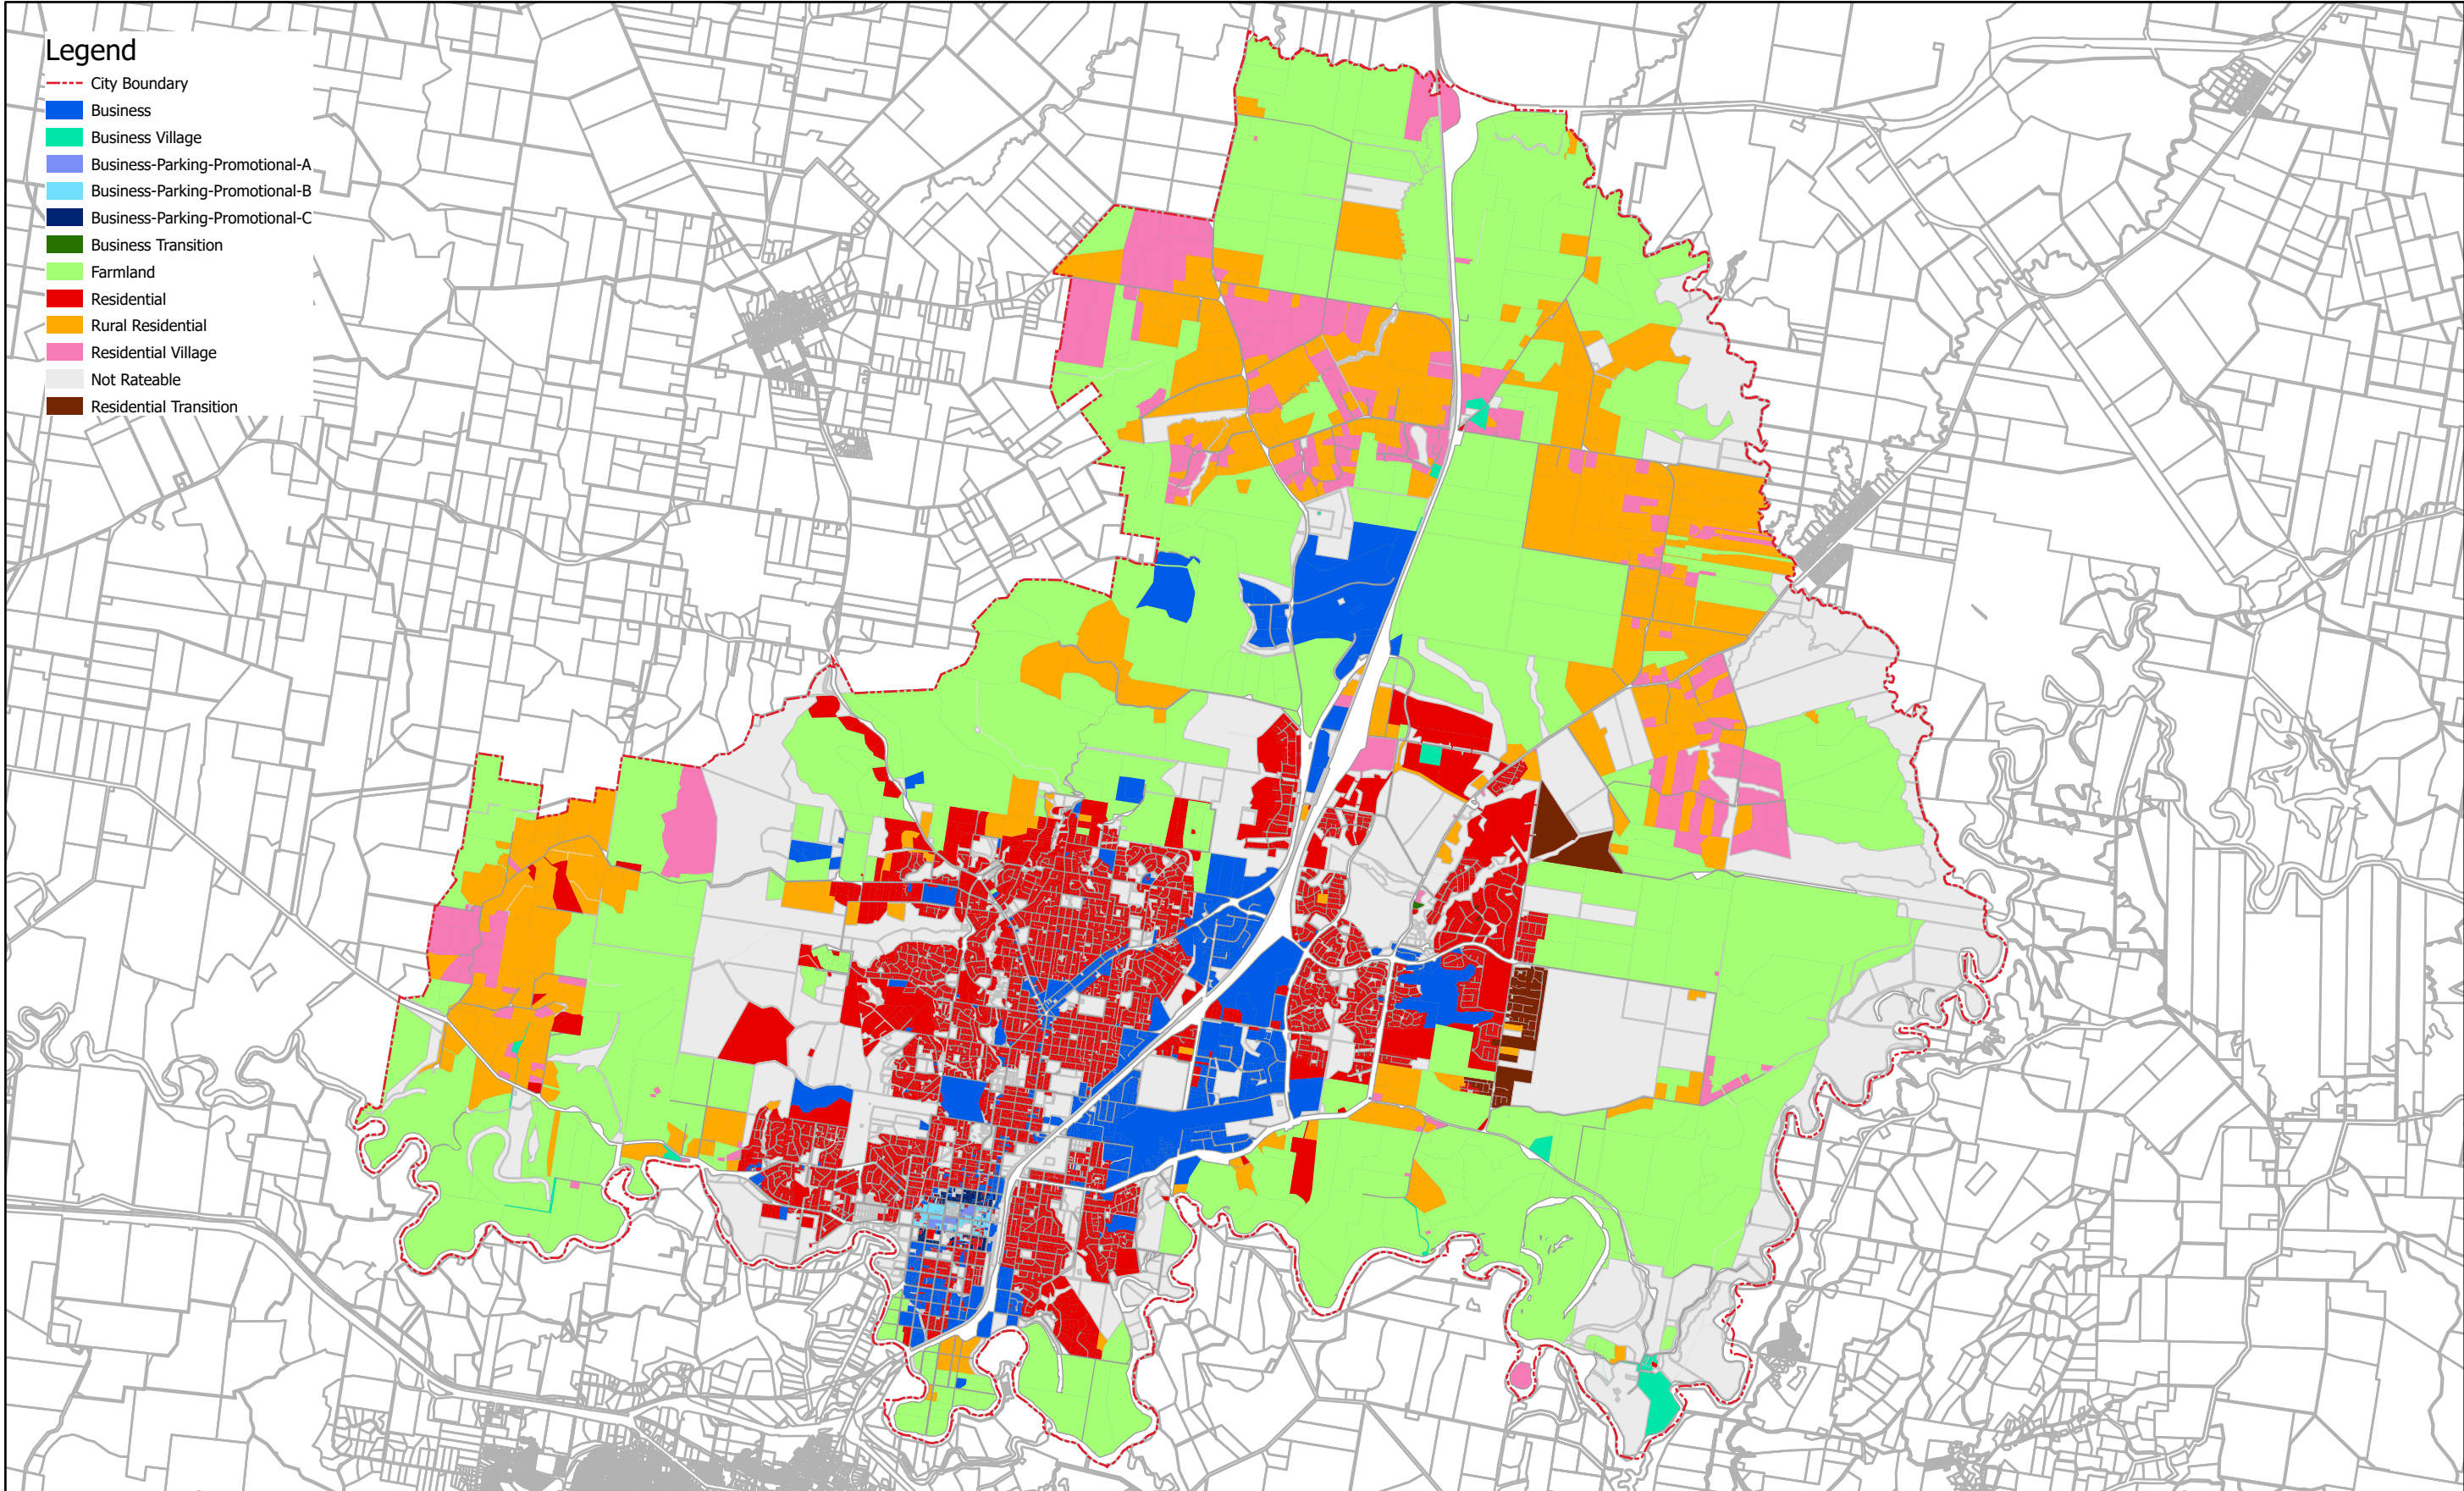 Legend
City Boundary
Business
Business Village
Business-Parking-Promotional-A
Business-Parking-Promotional-B
Business-Parking-Promotional-C
Business Transition
Farmland
Residential
Rural Residential
Residential Village
Not Rateable
Residential Transition